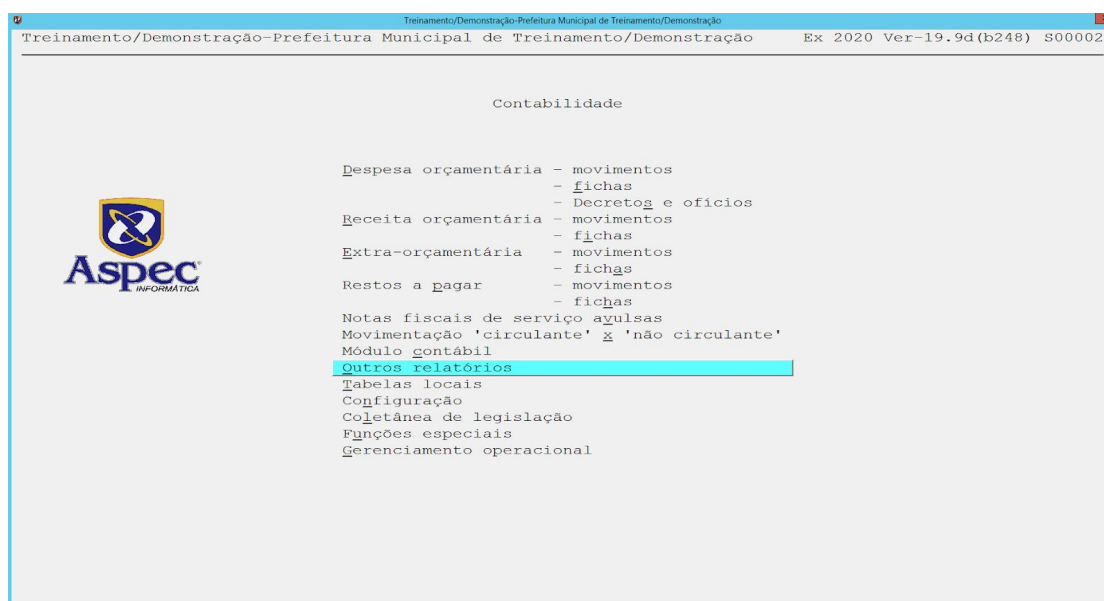 Treinamento/Demonstração-Prefeitura Municipal de Treinamento/Demonstração
Treinamento/Demonstração-Prefeitura Municipal de Treinamento/Demonstração Ex 2020 Ver-19.9d(b248) S00002
Contabilidade
Despesa orçamentária - movimentos
- fichas
- Decretos e ofícios
Receita orçamentária - movimentos
- fichas
Extra-orçamentária - movimentos
- fichas
Restos a pagar - movimentos
- fichas
Notas fiscais de serviço avulsas
Movimentação 'circulante' x 'não circulante'
Módulo contábil
Outros relatórios
Tabelas locais
Configuração
Coletânea de legislação
Funções especiais
Gerenciamento operacional
Aspec
INFORMÁTICA